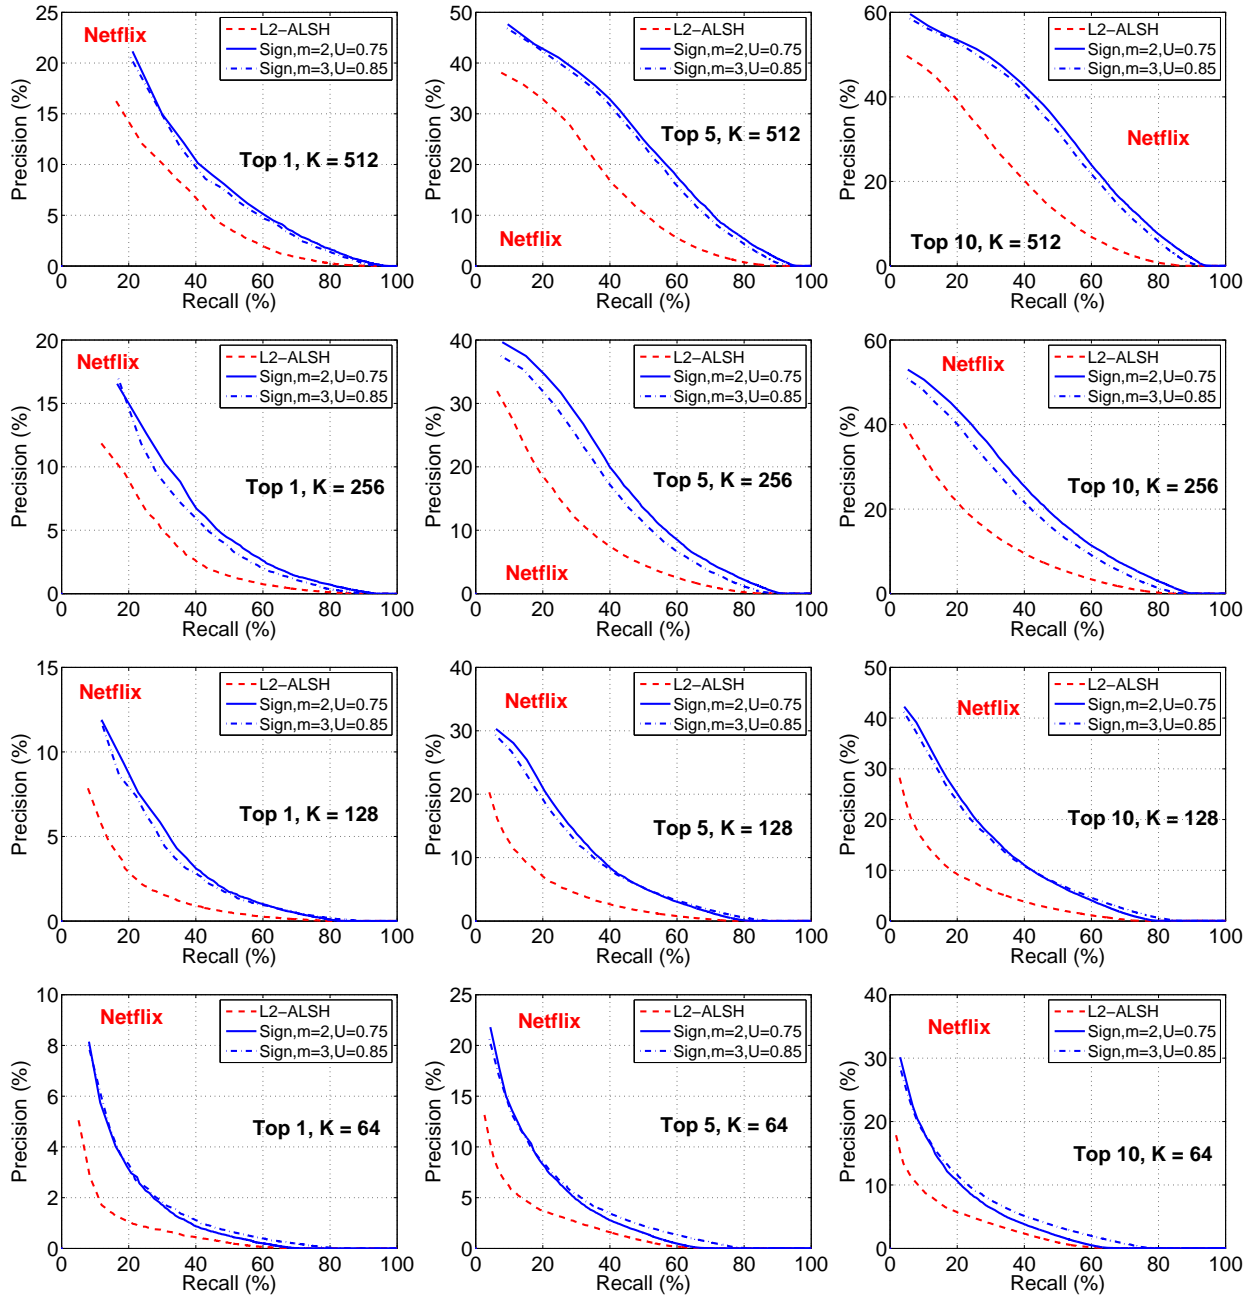 25
20
15
10
5
0
Precision (%)
Netflix
L2−ALSH
Sign,m=2,U=0.75
Sign,m=3,U=0.85
Top 1, K = 512
0 20 40 60 80 100
Recall (%)
50
40
30
20
10
0
Precision (%)
L2−ALSH
Sign,m=2,U=0.75
Sign,m=3,U=0.85
Top 5, K = 512
Netflix
0 20 40 60 80 100
Recall (%)
60
40
20
0
Precision (%)
L2−ALSH
Sign,m=2,U=0.75
Sign,m=3,U=0.85
Netflix
Top 10, K = 512
0 20 40 60 80 100
Recall (%)
20
15
10
5
0
Precision (%)
Netflix
L2−ALSH
Sign,m=2,U=0.75
Sign,m=3,U=0.85
Top 1, K = 256
0 20 40 60 80 100
Recall (%)
40
30
20
10
0
Precision (%)
L2−ALSH
Sign,m=2,U=0.75
Sign,m=3,U=0.85
Top 5, K = 256
Netflix
0 20 40 60 80 100
Recall (%)
60
40
20
0
Precision (%)
Netflix
L2−ALSH
Sign,m=2,U=0.75
Sign,m=3,U=0.85
Top 10, K = 256
0 20 40 60 80 100
Recall (%)
15
10
5
0
Precision (%)
Netflix
L2−ALSH
Sign,m=2,U=0.75
Sign,m=3,U=0.85
Top 1, K = 128
0 20 40 60 80 100
Recall (%)
40
30
20
10
0
Precision (%)
Netflix
L2−ALSH
Sign,m=2,U=0.75
Sign,m=3,U=0.85
Top 5, K = 128
0 20 40 60 80 100
Recall (%)
50
40
30
20
10
0
Precision (%)
Netflix
L2−ALSH
Sign,m=2,U=0.75
Sign,m=3,U=0.85
Top 10, K = 128
0 20 40 60 80 100
Recall (%)
10
8
6
4
2
0
Precision (%)
Netflix
L2−ALSH
Sign,m=2,U=0.75
Sign,m=3,U=0.85
Top 1, K = 64
0 20 40 60 80 100
Recall (%)
25
20
15
10
5
0
Precision (%)
Netflix
L2−ALSH
Sign,m=2,U=0.75
Sign,m=3,U=0.85
Top 5, K = 64
0 20 40 60 80 100
Recall (%)
40
30
20
10
0
Precision (%)
Netflix
L2−ALSH
Sign,m=2,U=0.75
Sign,m=3,U=0.85
Top 10, K = 64
0 20 40 60 80 100
Recall (%)